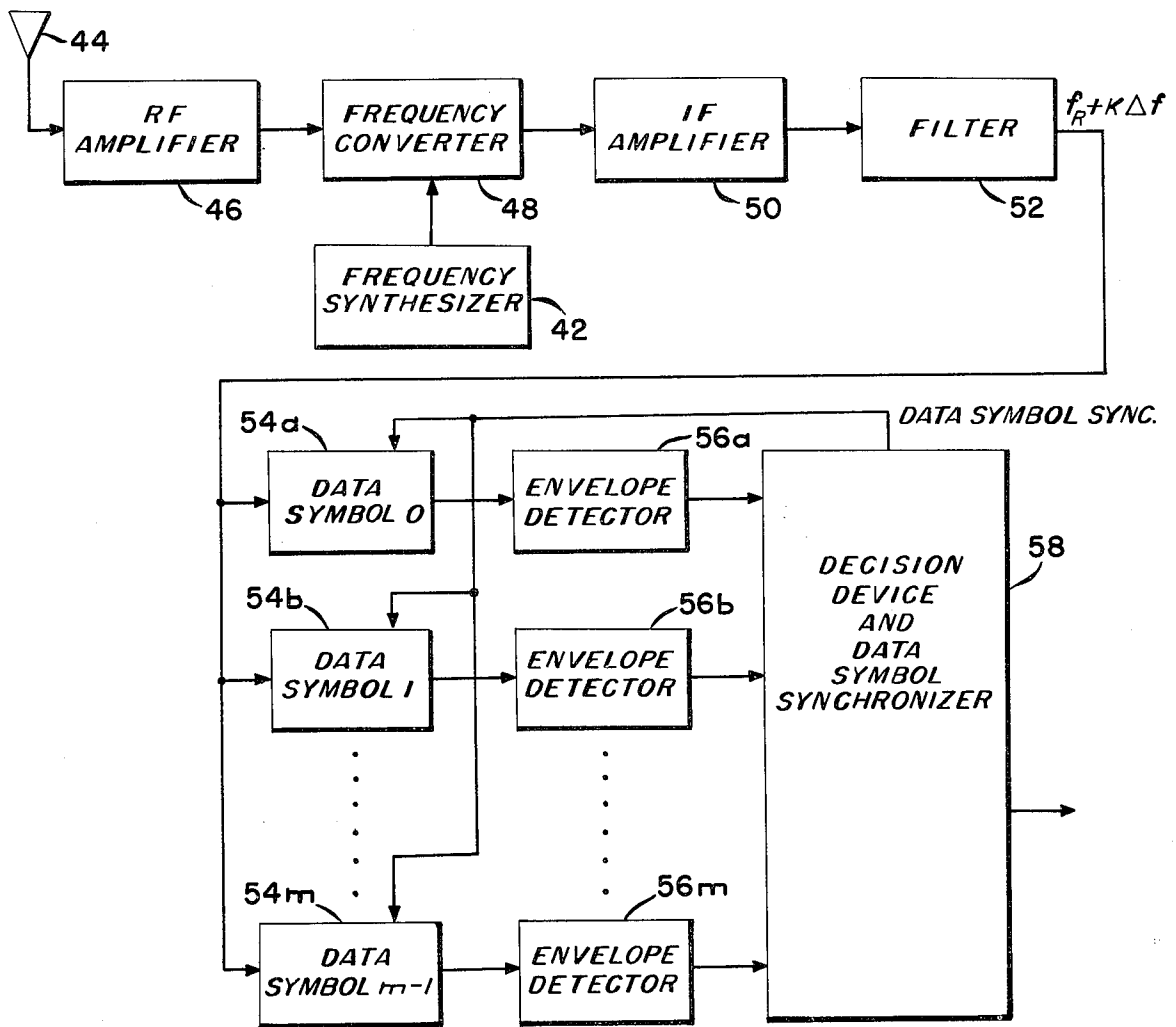 44
RF
AMPLIFIER
46
FREQUENCY
CONVERTER
48
IF
AMPLIFIER
50
FILTER
52
f_R+K△f
FREQUENCY
SYNTHESIZER
42
DATA SYMBOL SYNC.
54a
DATA
SYMBOL 0
56a
ENVELOPE
DETECTOR
54b
DATA
SYMBOL 1
56b
ENVELOPE
DETECTOR
DECISION
DEVICE
AND
DATA
SYMBOL
SYNCHRONIZER
58
54m
DATA
SYMBOL m-1
56m
ENVELOPE
DETECTOR